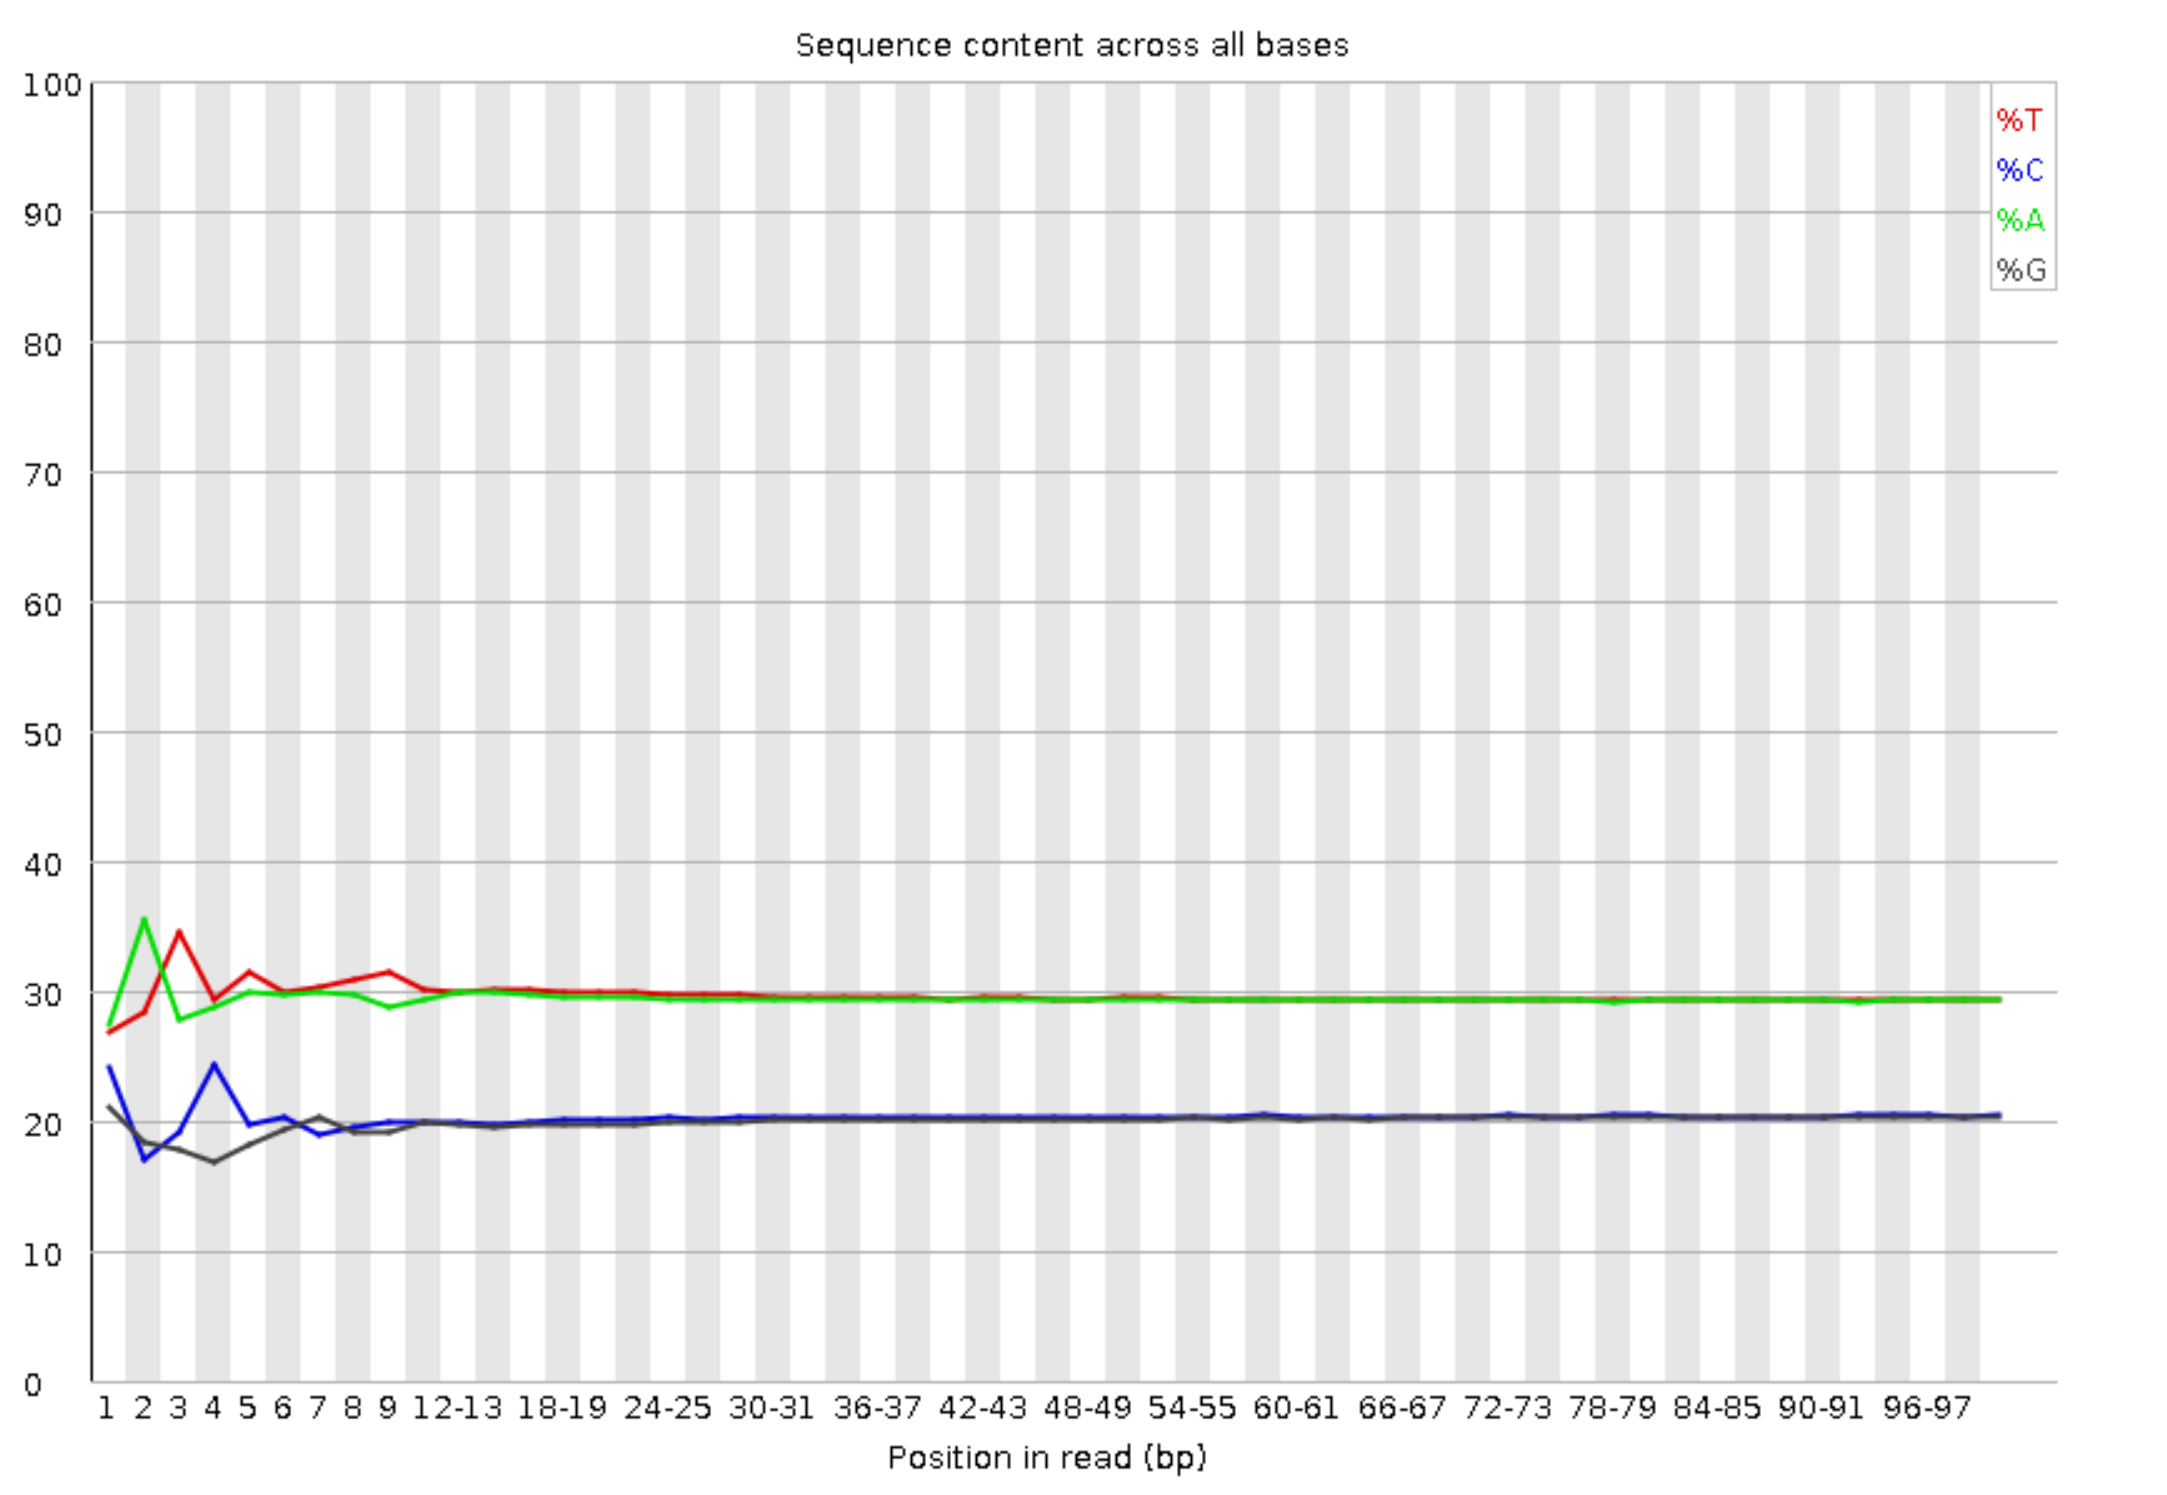 Sequence content across all bases
100
90
80
70
60
50
40
30
20
10
0
%T
%C
%A
%G
1 2 3 4 5 6 7 8 9 12-13 18-19 24-25 30-31 36-37 42-43 48-49 54-55 60-61 66-67 72-73 78-79 84-85 90-91 96-97
Position in read (bp)